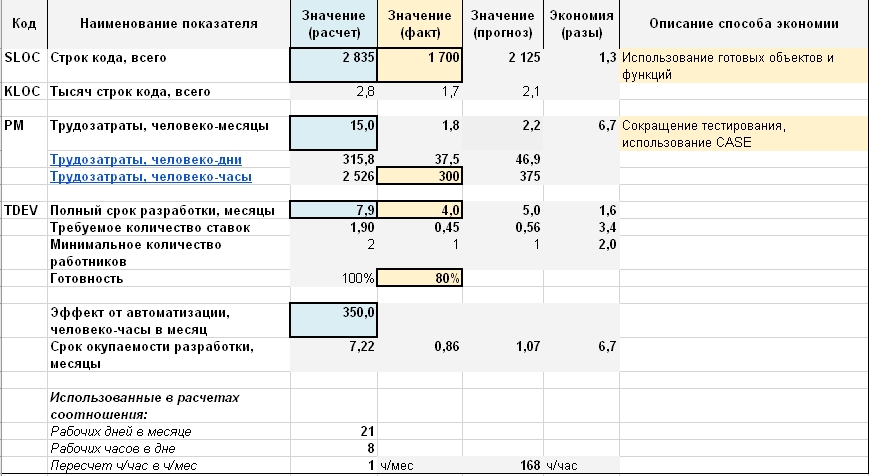 Код Наименование показателя Значение (расчет) Значение (факт) Значение (прогноз) Экономия (разы) Описание способа экономии
SLOC Строк кода, всего 2 835 1 700 2 125 1,3 Использование готовых объектов и
функций
KLOC Тысяч строк кода, всего 2,8 1,7 2,1
PM Трудозатраты, человеко-месяцы 15,0 1,8 2,2 6,7 Сокращение тестирования,
использование CASE
Трудозатраты, человеко-дни 315,8 37,5 46,9
Трудозатраты, человеко-часы 2 526 300 375
TDEV Полный срок разработки, месяцы 7,9 4,0 5,0 1,6
Требуемое количество ставок 1,90 0,45 0,56 3,4
Минимальное количество 2 1 1 2,0
работников
Готовность 100% 80%
Эффект от автоматизации, 350,0
человеко-часы в месяц
Срок окупаемости разработки, 7,22 0,86 1,07 6,7
месяцы
Использованные в расчетах
соотношения:
Рабочих дней в месяце 21
Рабочих часов в дне 8
Пересчет ч/час в ч/мес 1 ч/мес 168 ч/час